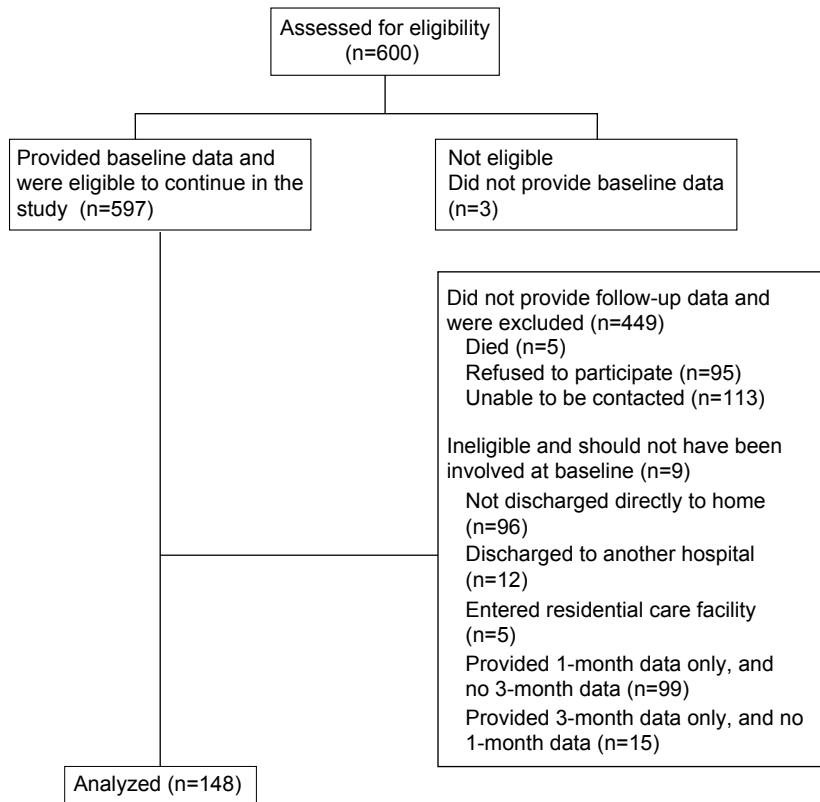 Assessed for eligibility
(n=600)
Provided baseline data and
were eligible to continue in the
study (n=597)
Not eligible
Did not provide baseline data
(n=3)
Did not provide follow-up data and
were excluded (n=449)
Died (n=5)
Refused to participate (n=95)
Unable to be contacted (n=113)
Ineligible and should not have been
involved at baseline (n=9)
Not discharged directly to home
(n=96)
Discharged to another hospital
(n=12)
Entered residential care facility
(n=5)
Provided 1-month data only, and
no 3-month data (n=99)
Provided 3-month data only, and no
1-month data (n=15)
Analyzed (n=148)